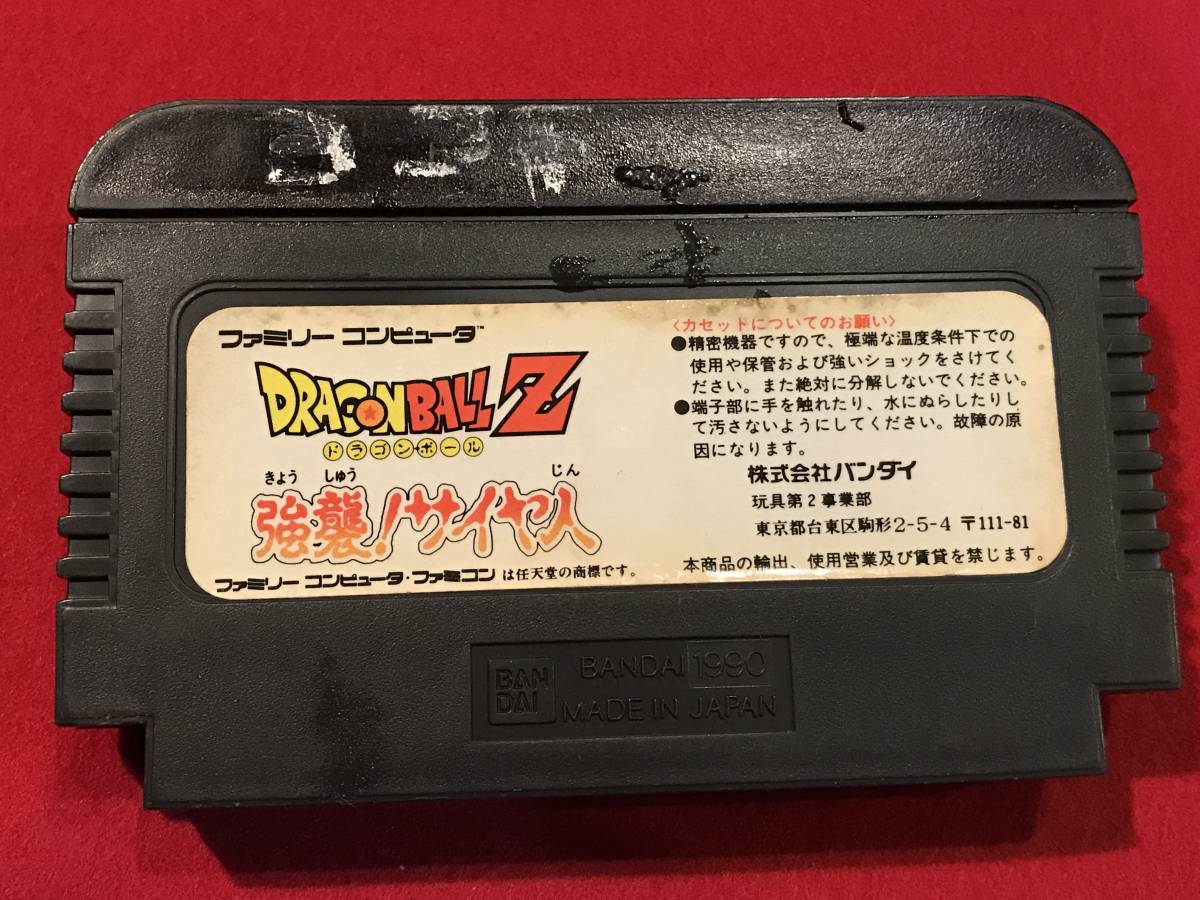 ファミリー コンピュータ™
DRAGON BALL Z
ドラゴンボール
きょう しゅう じん
強襲!サイヤ人
ファミリー コンピュータ・ファミコン は任天堂の商標です。
〈カセットについてのお願い〉
●精密機器ですので、極端な温度条件下での
使用や保管および強いショックをさけてく
ださい。また絶対に分解しないでください。
●端子部に手を触れたり、水にぬらしたりし
て汚さないようにしてください。故障の原
因になります。
株式会社バンダイ
玩具第2事業部
東京都台東区駒形2-5-4 〒111-81
本商品の輸出、使用営業及び賃貸を禁じます。
BAN
DAI
BANDAI 1990
MADE IN JAPAN